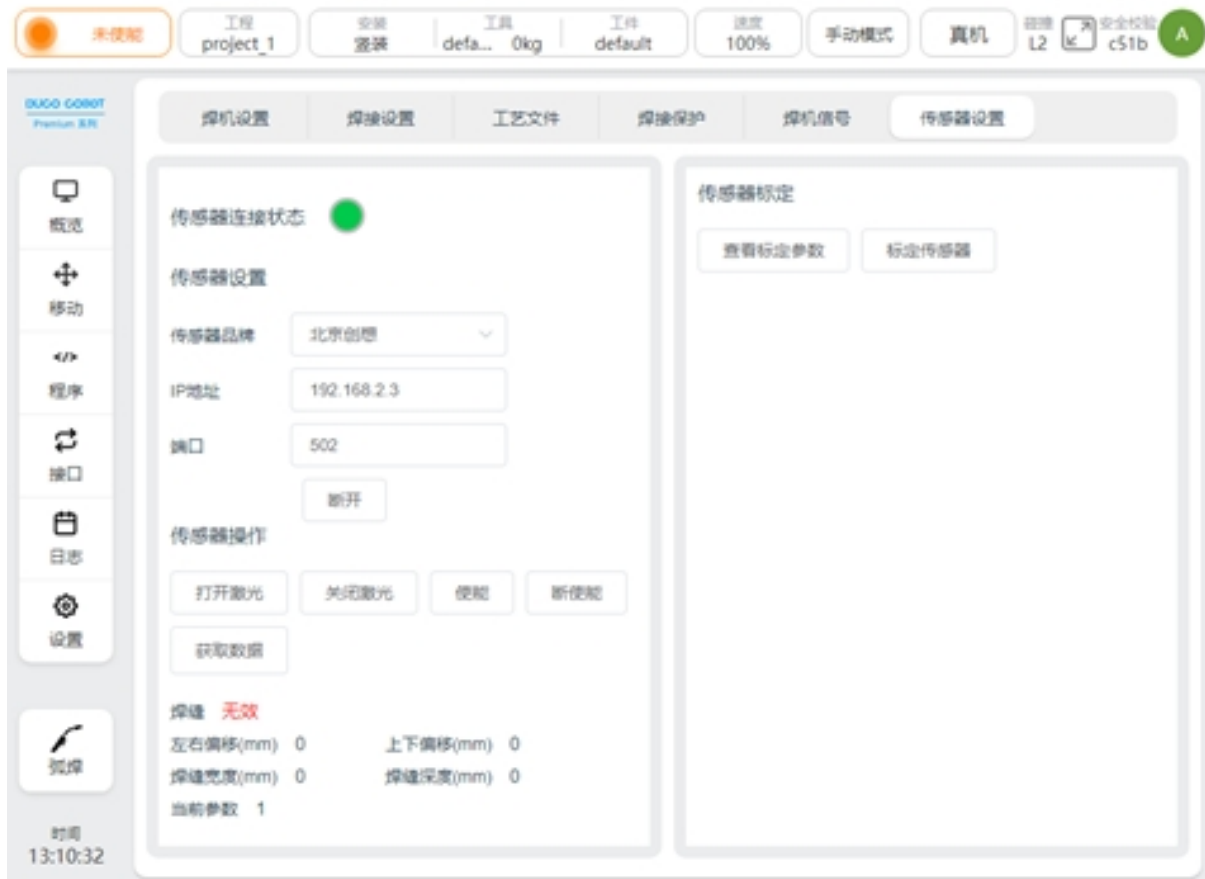 未使能
工程
project_1
安装
竖装
工具
defa... 0kg
工件
default
速度
100%
手动模式
真机
碰撞
L2
安全校验
c51b
A
DUCO COBOT
Premium 系列
焊机设置 焊接设置 工艺文件 焊接保护 焊机信号 传感器设置
概览
移动
程序
接口
日志
设置
弧焊
时间
13:10:32
传感器连接状态
传感器设置
传感器品牌 北京创想
IP地址 192.168.2.3
端口 502
断开
传感器操作
打开激光 关闭激光 使能 断使能
获取数据
焊缝 无效
左右偏移(mm) 0 上下偏移(mm) 0
焊缝宽度(mm) 0 焊缝深度(mm) 0
当前参数 1
传感器标定
查看标定参数 标定传感器